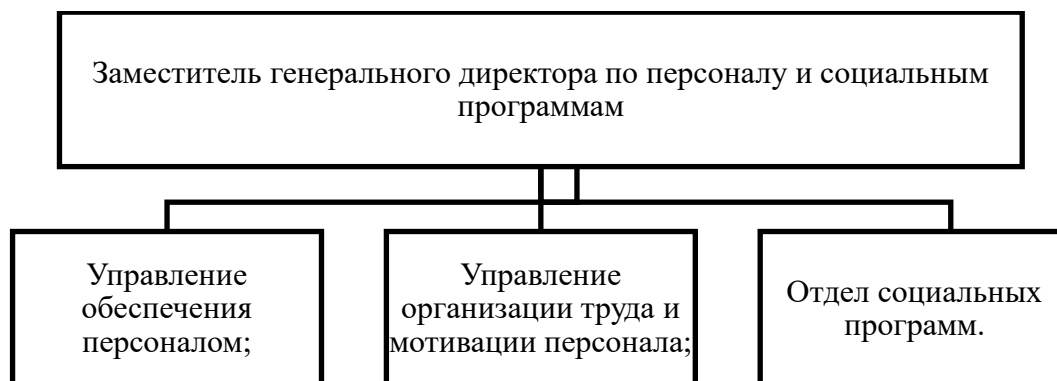 Заместитель генерального директора по персоналу и социальным
программам
Управление
обеспечения
персоналом;
Управление
организации труда и
мотивации персонала;
Отдел социальных
программ.